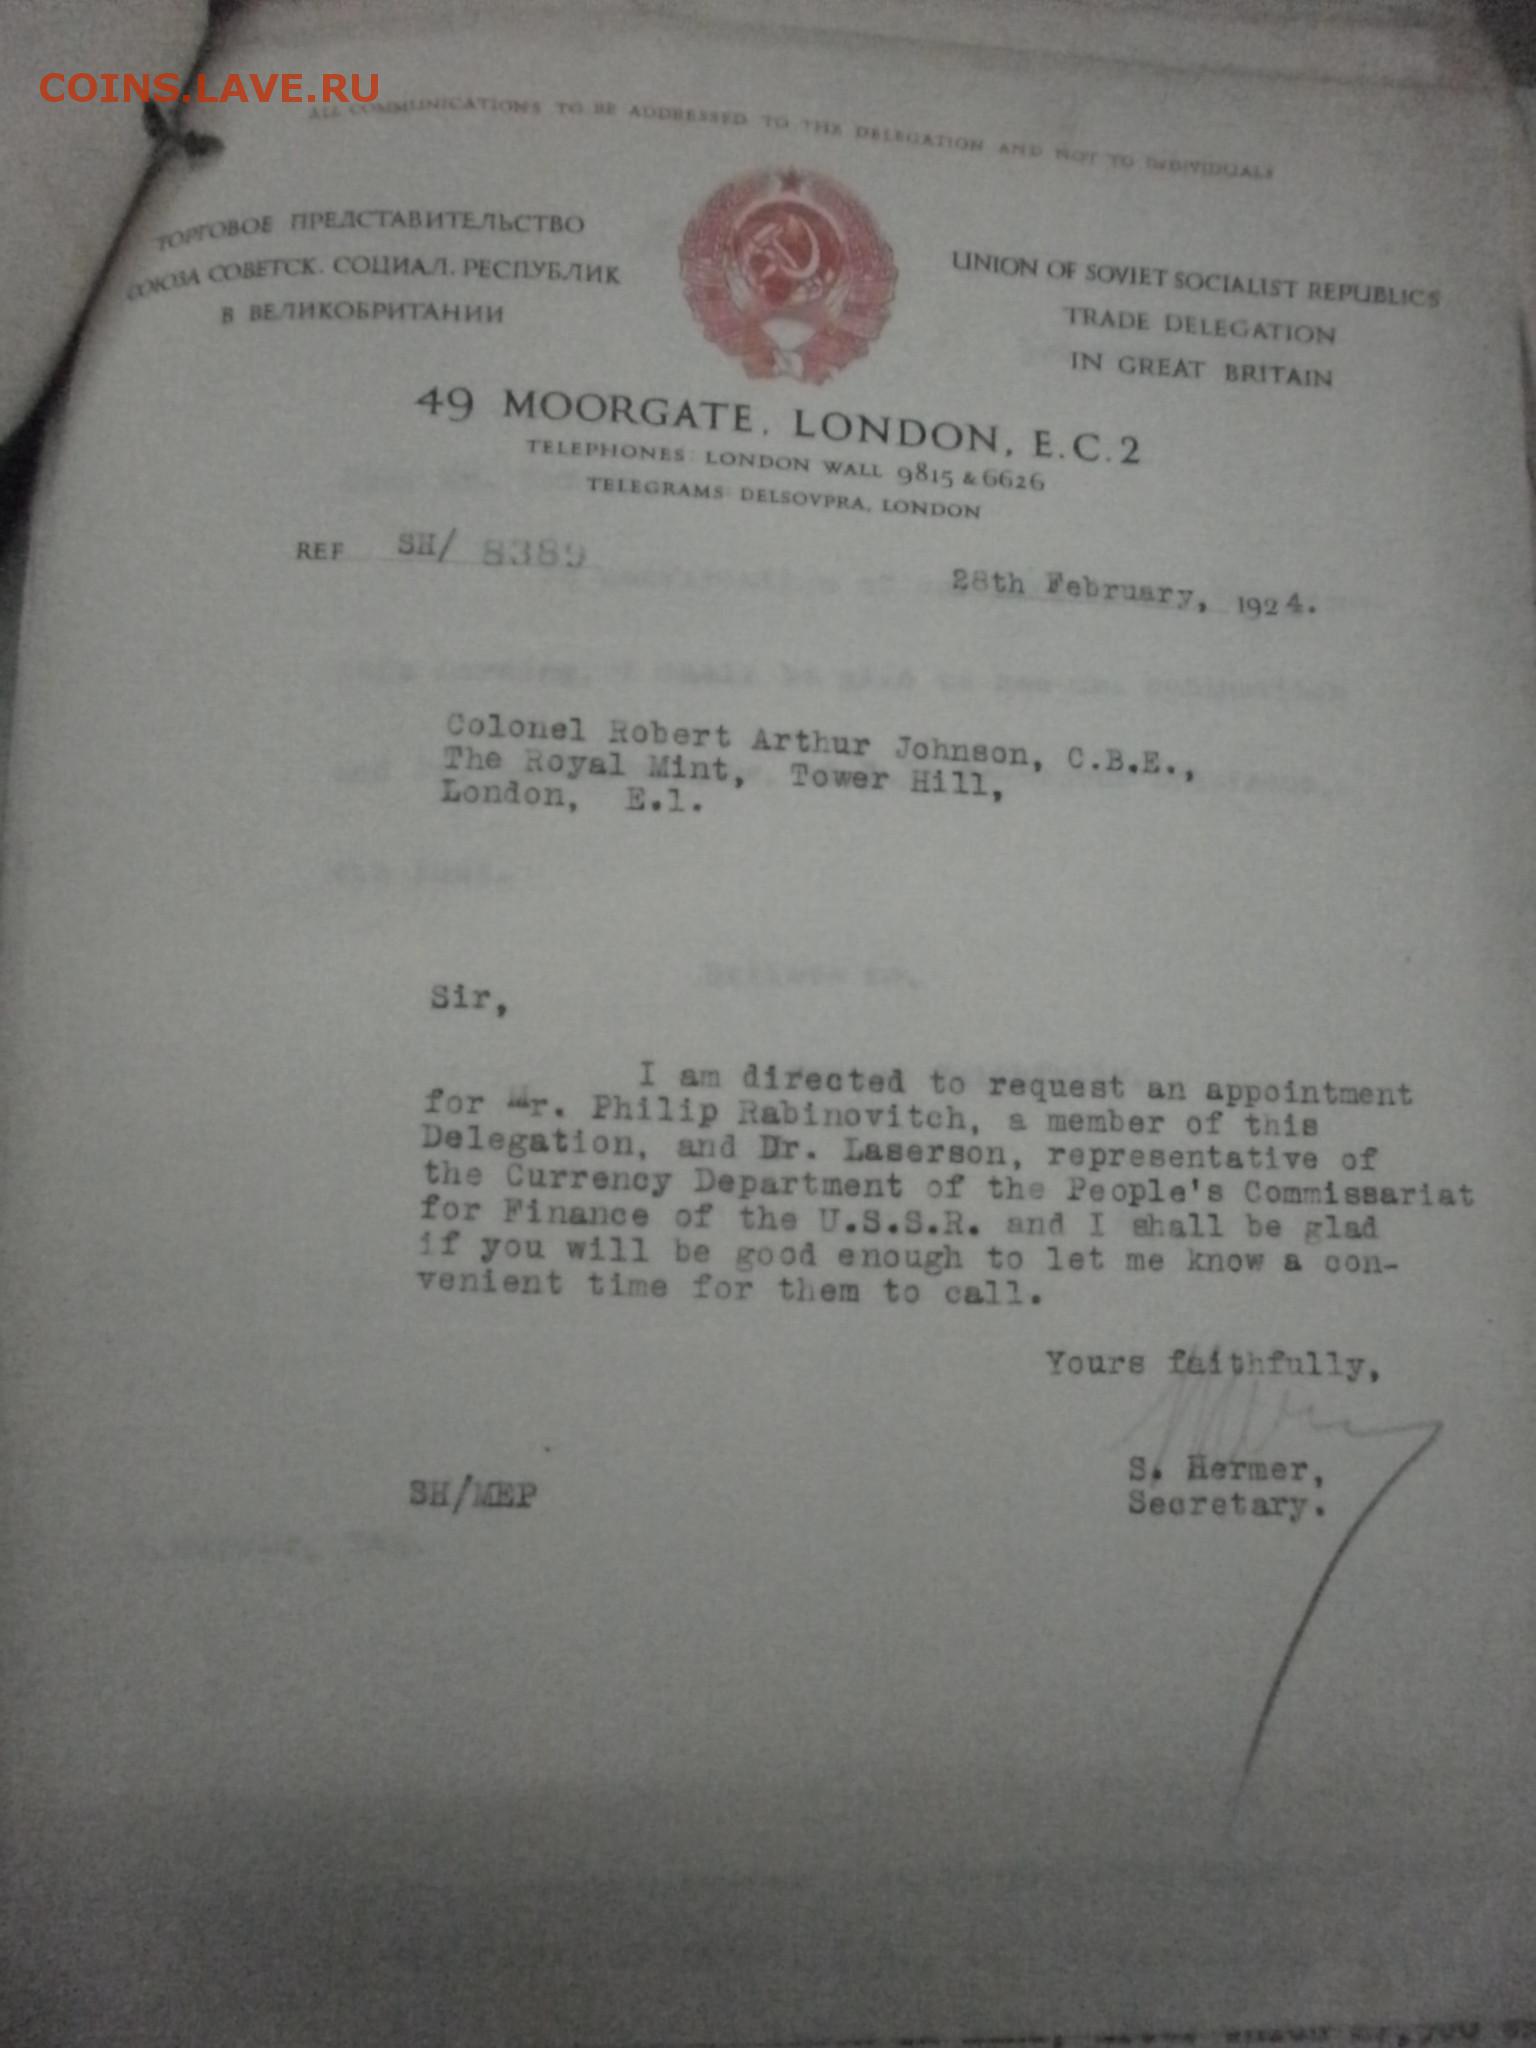 COINS.LAVE.RU
ALL COMMUNICATIONS TO BE ADDRESSED TO THE DELEGATION AND NOT TO INDIVIDUALS
ТОРГОВОЕ ПРЕДСТАВИТЕЛЬСТВО
СОЮЗА СОВЕТСК. СОЦИАЛ. РЕСПУБЛИК
В ВЕЛИКОБРИТАНИИ
UNION OF SOVIET SOCIALIST REPUBLICS
TRADE DELEGATION
IN GREAT BRITAIN
49 MOORGATE, LONDON, E.C.2
TELEPHONES: LONDON WALL 9815 & 6626
TELEGRAMS: DELSOVPRA, LONDON
REF SH/ 8389
28th February, 1924.
Colonel Robert Arthur Johnson, C.B.E.,
The Royal Mint, Tower Hill,
London, E.1.
Sir,
I am directed to request an appointment
for Mr. Philip Rabinovitch, a member of this
Delegation, and Dr. Laserson, representative of
the Currency Department of the People's Commissariat
for Finance of the U.S.S.R. and I shall be glad
if you will be good enough to let me know a con-
venient time for them to call.
Yours faithfully,
S. Hermer,
Secretary.
SH/MEP